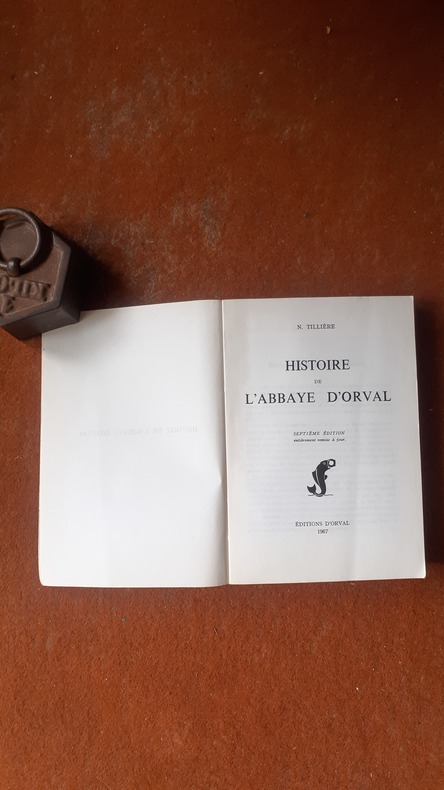 N. TILLIÈRE
HISTOIRE
DE
L'ABBAYE D'ORVAL
SEPTIÈME ÉDITION
entièrement remise à jour.
ÉDITIONS D'ORVAL
1967